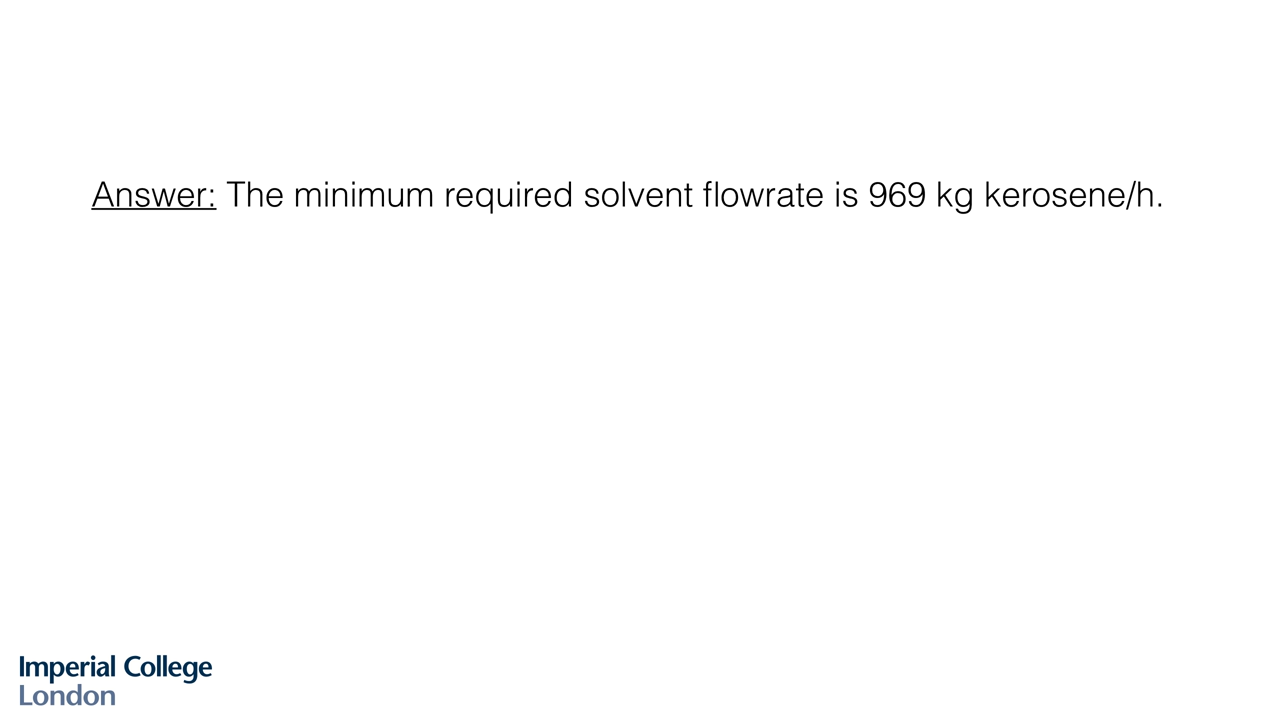 Answer: The minimum required solvent flowrate is 969 kg kerosene/h.
Imperial College
London